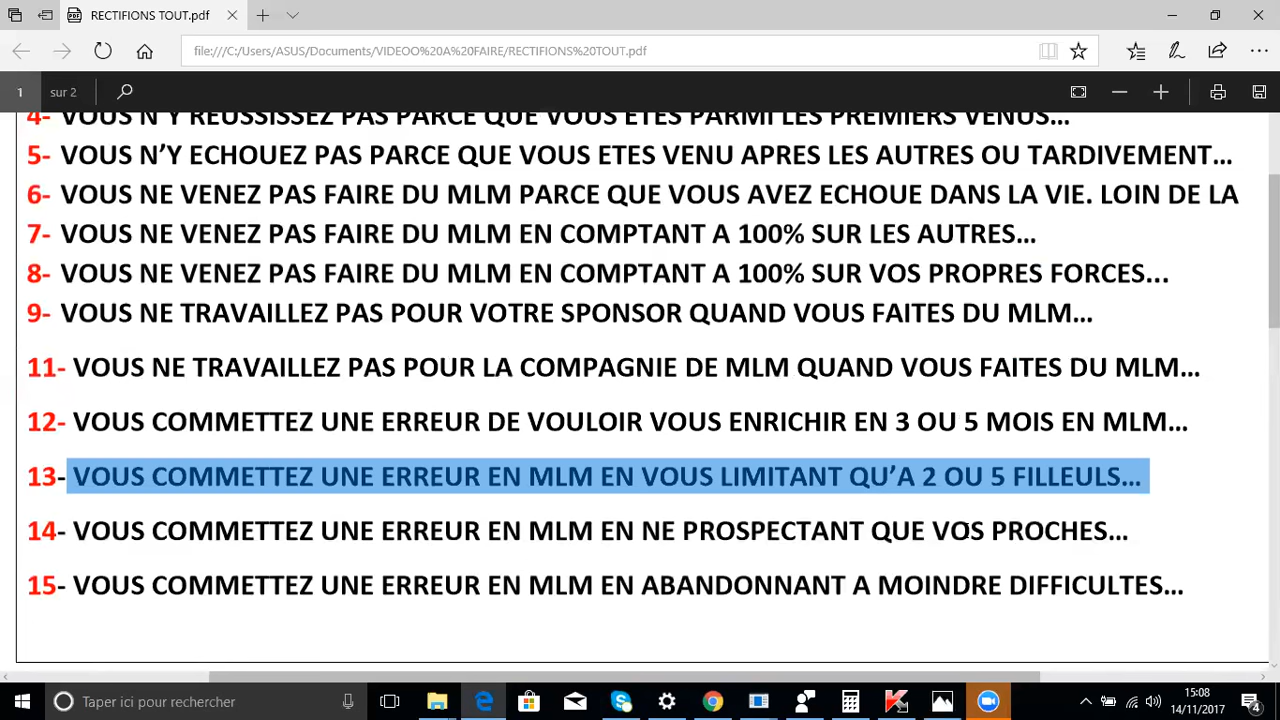 RECTIFIONS TOUT.pdf
file:///C:/Users/ASUS/Documents/VIDEOO%20A%20FAIRE/RECTIFIONS%20TOUT.pdf
1 sur 2
4- VOUS N'Y REUSSISSEZ PAS PARCE QUE VOUS ETES PARMI LES PREMIERS VENUS...
5- VOUS N’Y ECHOUEZ PAS PARCE QUE VOUS ETES VENU APRES LES AUTRES OU TARDIVEMENT...
6- VOUS NE VENEZ PAS FAIRE DU MLM PARCE QUE VOUS AVEZ ECHOUE DANS LA VIE. LOIN DE LA
7- VOUS NE VENEZ PAS FAIRE DU MLM EN COMPTANT A 100% SUR LES AUTRES...
8- VOUS NE VENEZ PAS FAIRE DU MLM EN COMPTANT A 100% SUR VOS PROPRES FORCES...
9- VOUS NE TRAVAILLEZ PAS POUR VOTRE SPONSOR QUAND VOUS FAITES DU MLM...
11- VOUS NE TRAVAILLEZ PAS POUR LA COMPAGNIE DE MLM QUAND VOUS FAITES DU MLM...
12- VOUS COMMETTEZ UNE ERREUR DE VOULOIR VOUS ENRICHIR EN 3 OU 5 MOIS EN MLM...
13- VOUS COMMETTEZ UNE ERREUR EN MLM EN VOUS LIMITANT QU’A 2 OU 5 FILLEULS...
14- VOUS COMMETTEZ UNE ERREUR EN MLM EN NE PROSPECTANT QUE VOS PROCHES...
15- VOUS COMMETTEZ UNE ERREUR EN MLM EN ABANDONNANT A MOINDRE DIFFICULTES...
Taper ici pour rechercher
15:08
14/11/2017
4